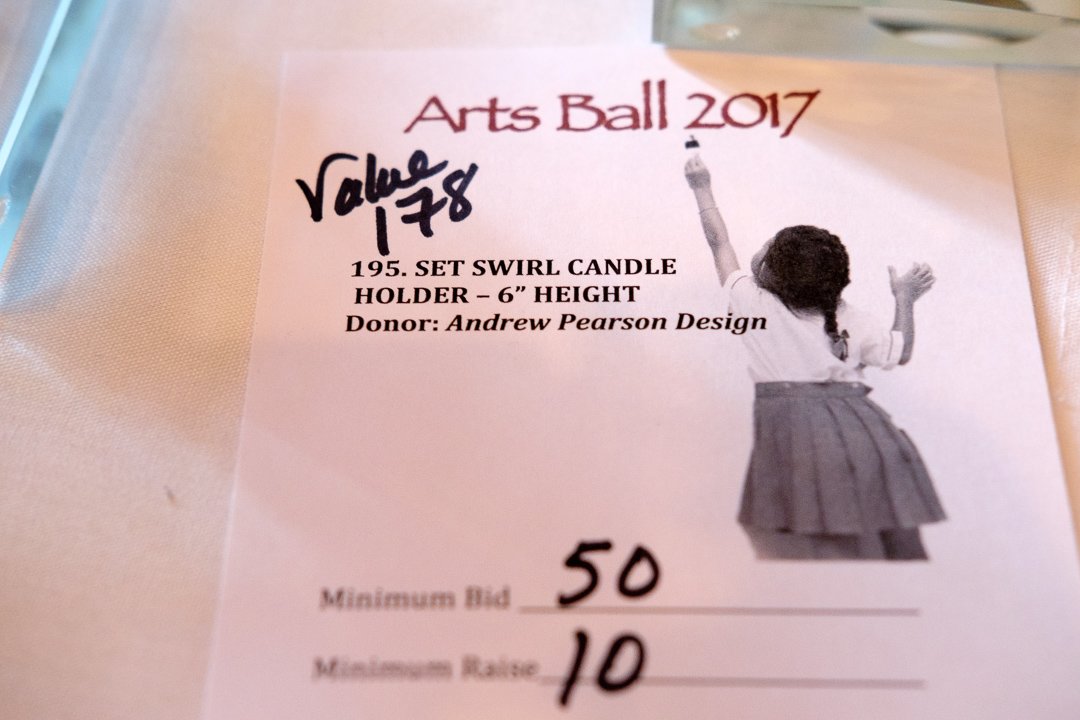 Arts Ball 2017
Value
178
195. SET SWIRL CANDLE
HOLDER – 6” HEIGHT
Donor: Andrew Pearson Design
Minimum Bid 50
Minimum Raise 10